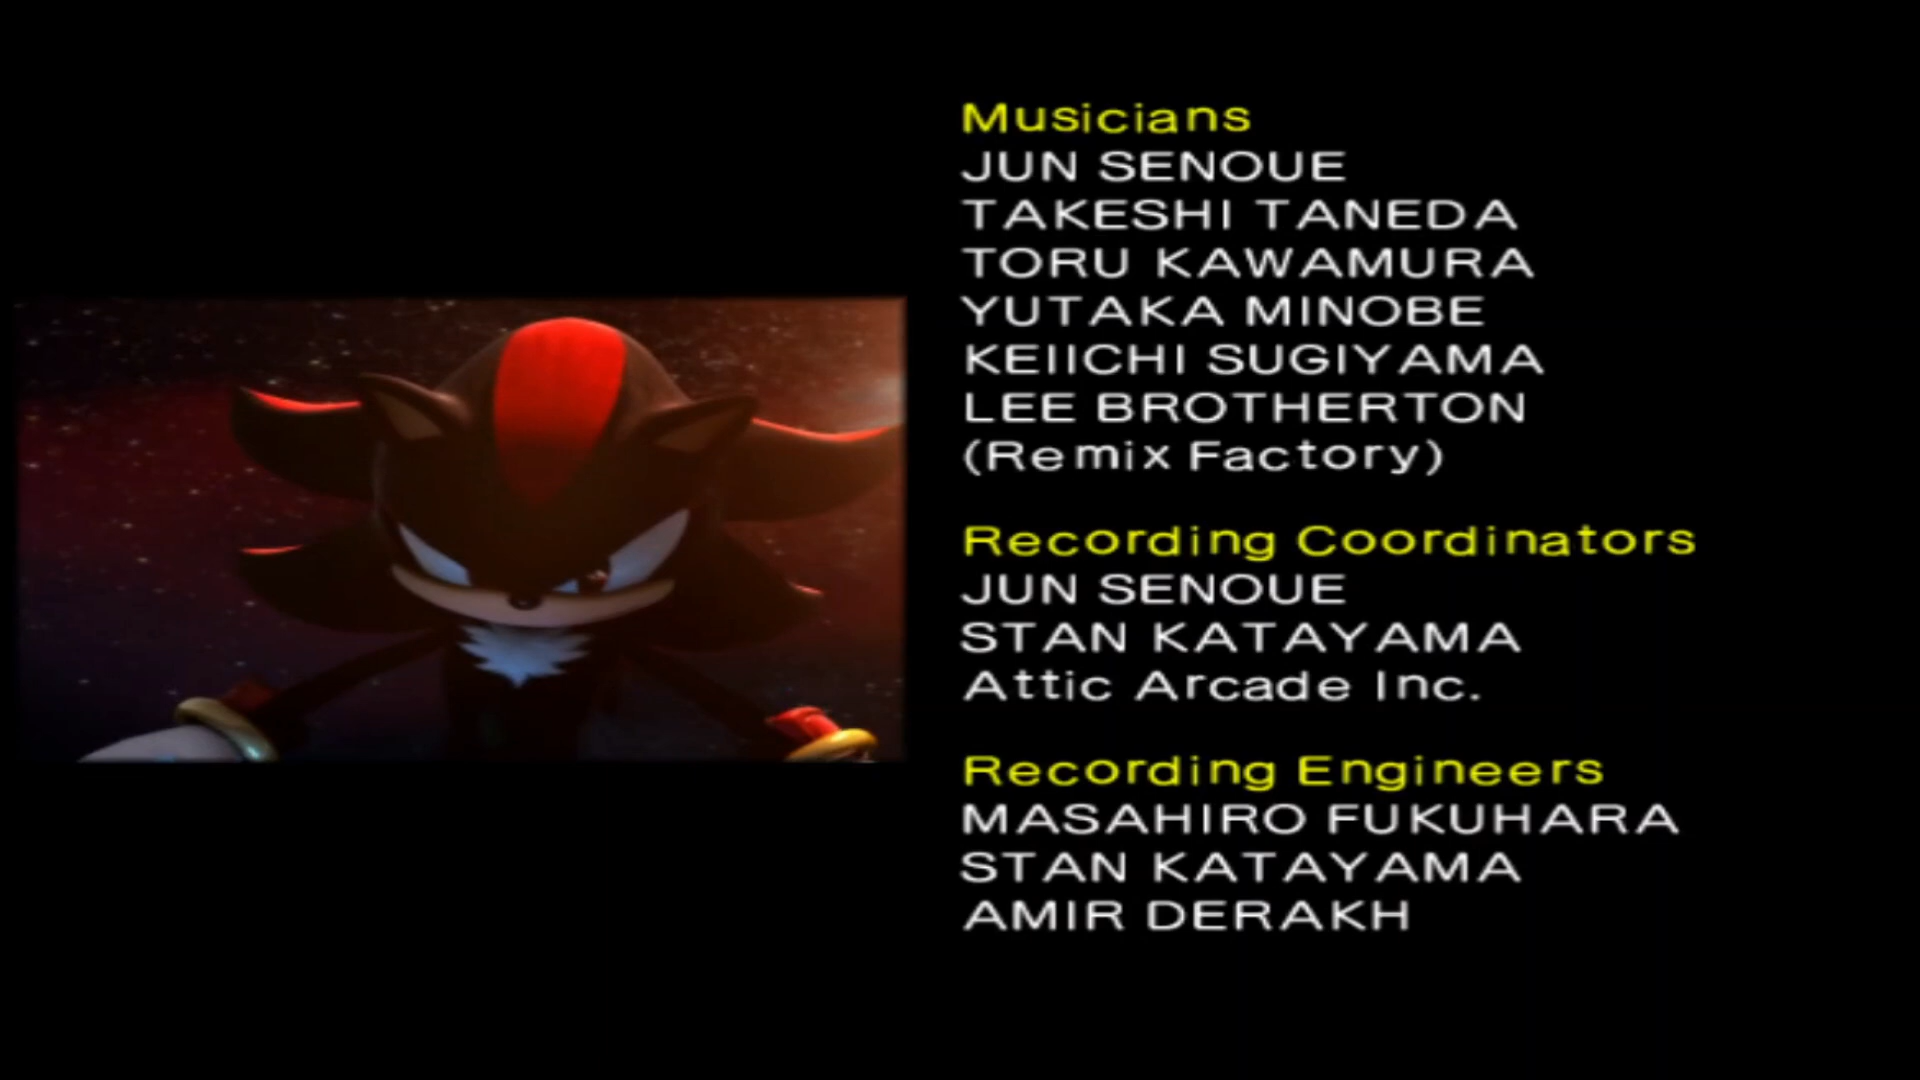 Musicians
JUN SENOUE
TAKESHI TANEDA
TORU KAWAMURA
YUTAKA MINOBE
KEIICHI SUGIYAMA
LEE BROTHERTON
(Remix Factory)
Recording Coordinators
JUN SENOUE
STAN KATAYAMA
Attic Arcade Inc.
Recording Engineers
MASAHIRO FUKUHARA
STAN KATAYAMA
AMIR DERAKH